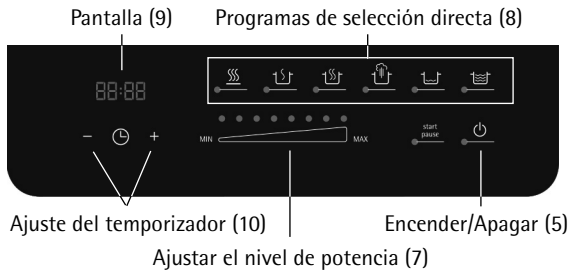 Pantalla (9)
Programas de selección directa (8)
88:88
− +
MIN MAX
start
pause
Ajuste del temporizador (10)
Encender/Apagar (5)
Ajustar el nivel de potencia (7)